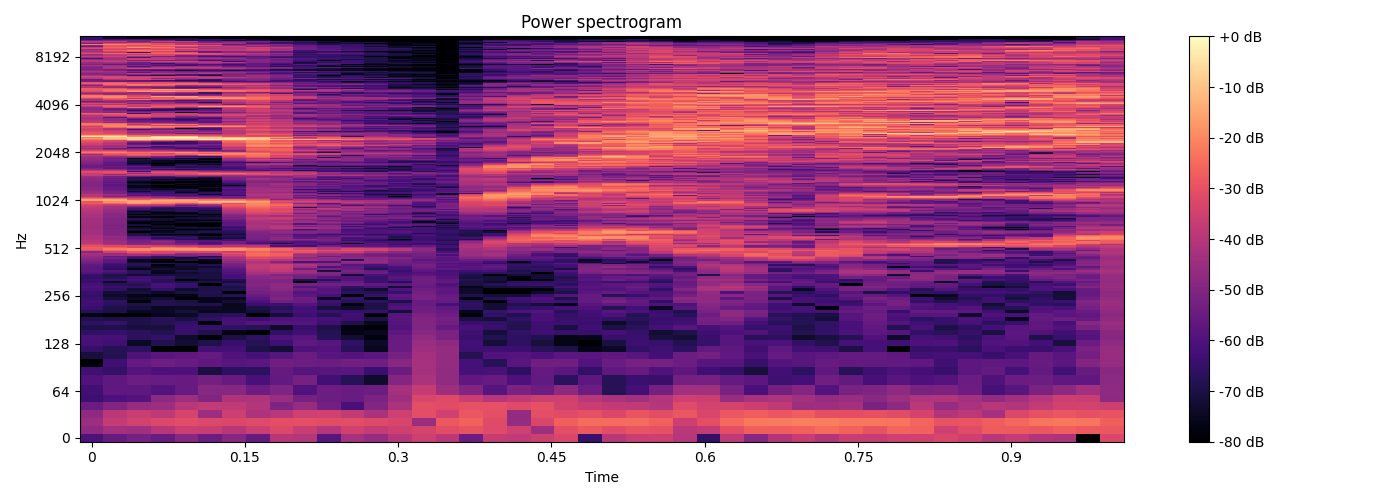 Power spectrogram
Hz
8192
4096
2048
1024
512
256
128
64
0
0 0.15 0.3 0.45 0.6 0.75 0.9
Time
+0 dB
-10 dB
-20 dB
-30 dB
-40 dB
-50 dB
-60 dB
-70 dB
-80 dB